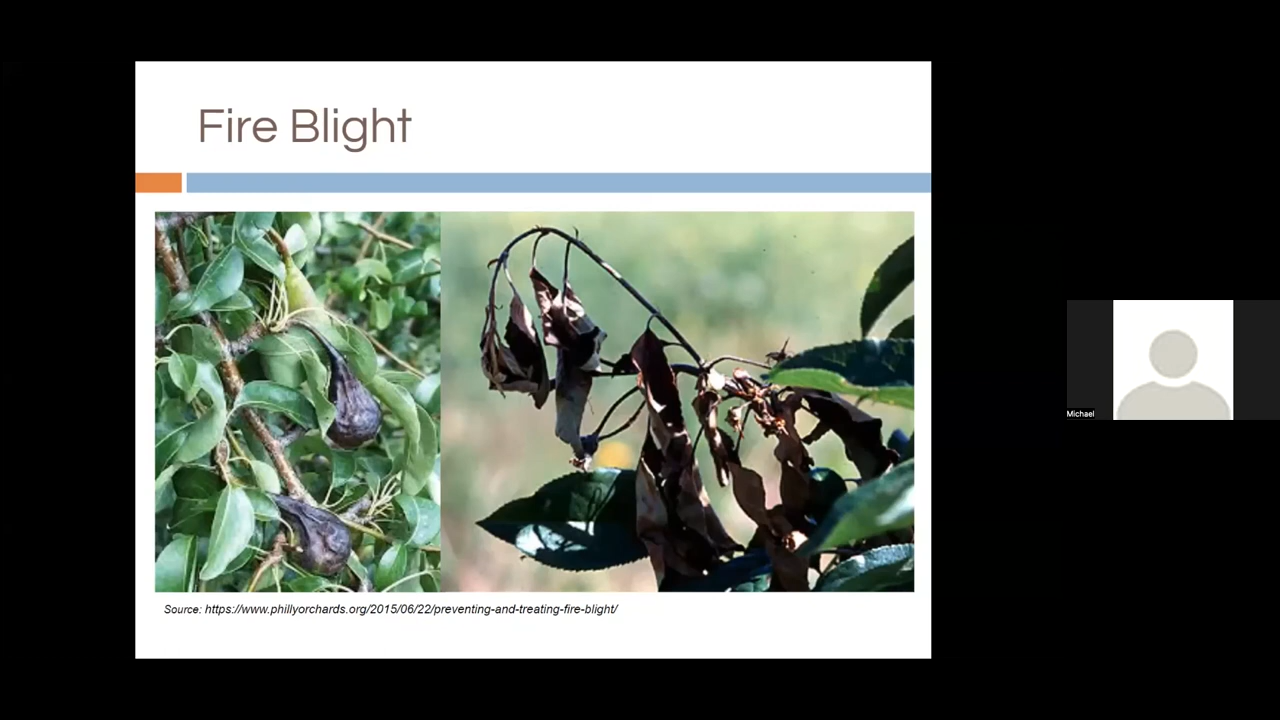 Fire Blight
Source: https://www.phillyorchards.org/2015/06/22/preventing-and-treating-fire-blight/
Michael